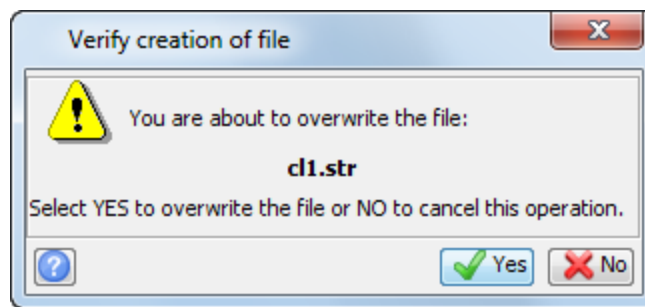 Verify creation of file
You are about to overwrite the file:
cl1.str
Select YES to overwrite the file or NO to cancel this operation.
Yes No